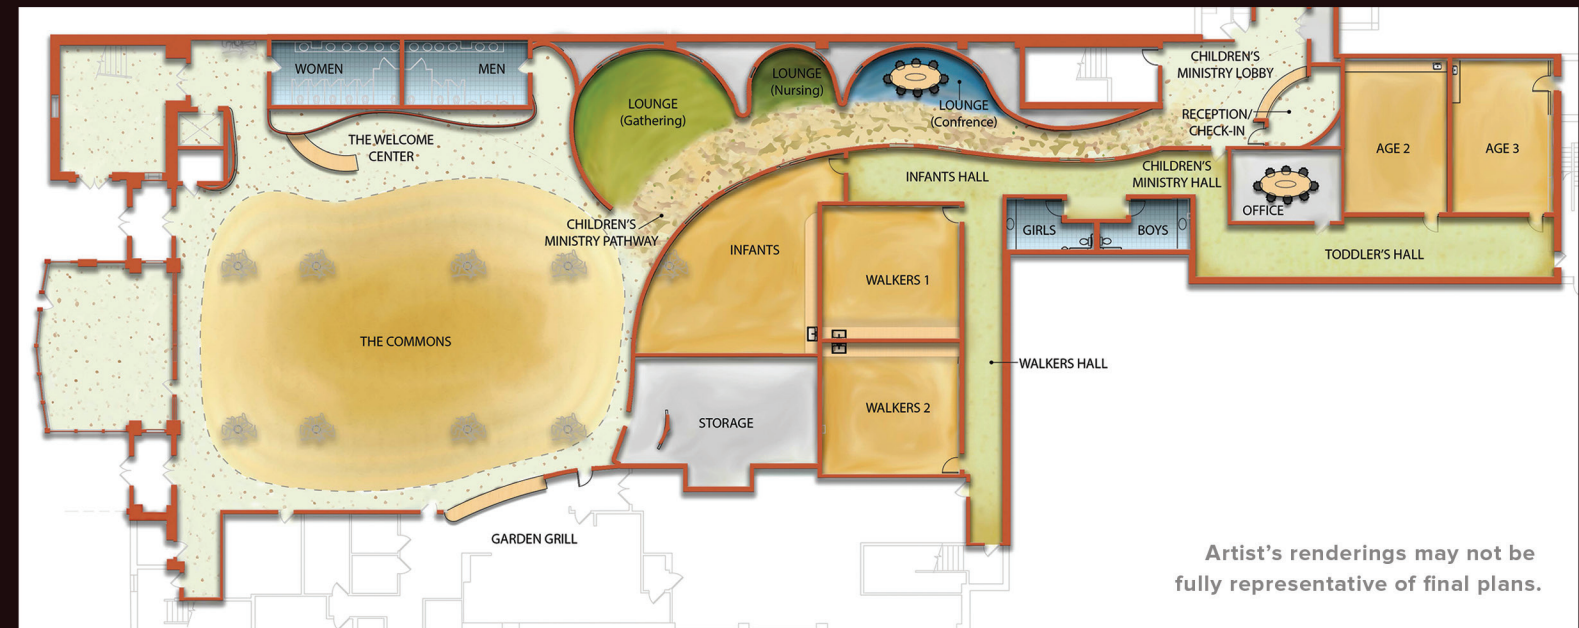 WOMEN
MEN
LOUNGE
(Gathering)
LOUNGE
(Nursing)
LOUNGE
(Confrence)
CHILDREN'S
MINISTRY LOBBY
RECEPTION/
CHECK-IN
THE WELCOME
CENTER
AGE 2
AGE 3
INFANTS HALL
CHILDREN'S
MINISTRY HALL
OFFICE
CHILDREN'S
MINISTRY PATHWAY
GIRLS
BOYS
INFANTS
TODDLER'S HALL
WALKERS 1
THE COMMONS
WALKERS HALL
WALKERS 2
STORAGE
GARDEN GRILL
Artist's renderings may not be
fully representative of final plans.